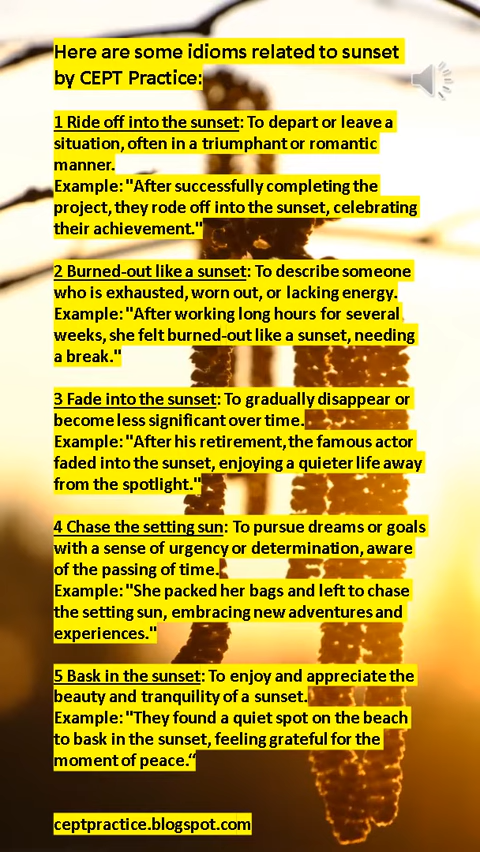 Here are some idioms related to sunset
by CEPT Practice:
1 Ride off into the sunset: To depart or leave a
situation, often in a triumphant or romantic
manner.
Example: "After successfully completing the
project, they rode off into the sunset, celebrating
their achievement."
2 Burned-out like a sunset: To describe someone
who is exhausted, worn out, or lacking energy.
Example: "After working long hours for several
weeks, she felt burned-out like a sunset, needing
a break."
3 Fade into the sunset: To gradually disappear or
become less significant over time.
Example: "After his retirement, the famous actor
faded into the sunset, enjoying a quieter life away
from the spotlight."
4 Chase the setting sun: To pursue dreams or goals
with a sense of urgency or determination, aware
of the passing of time.
Example: "She packed her bags and left to chase
the setting sun, embracing new adventures and
experiences."
5 Bask in the sunset: To enjoy and appreciate the
beauty and tranquility of a sunset.
Example: "They found a quiet spot on the beach
to bask in the sunset, feeling grateful for the
moment of peace.“
ceptpractice.blogspot.com